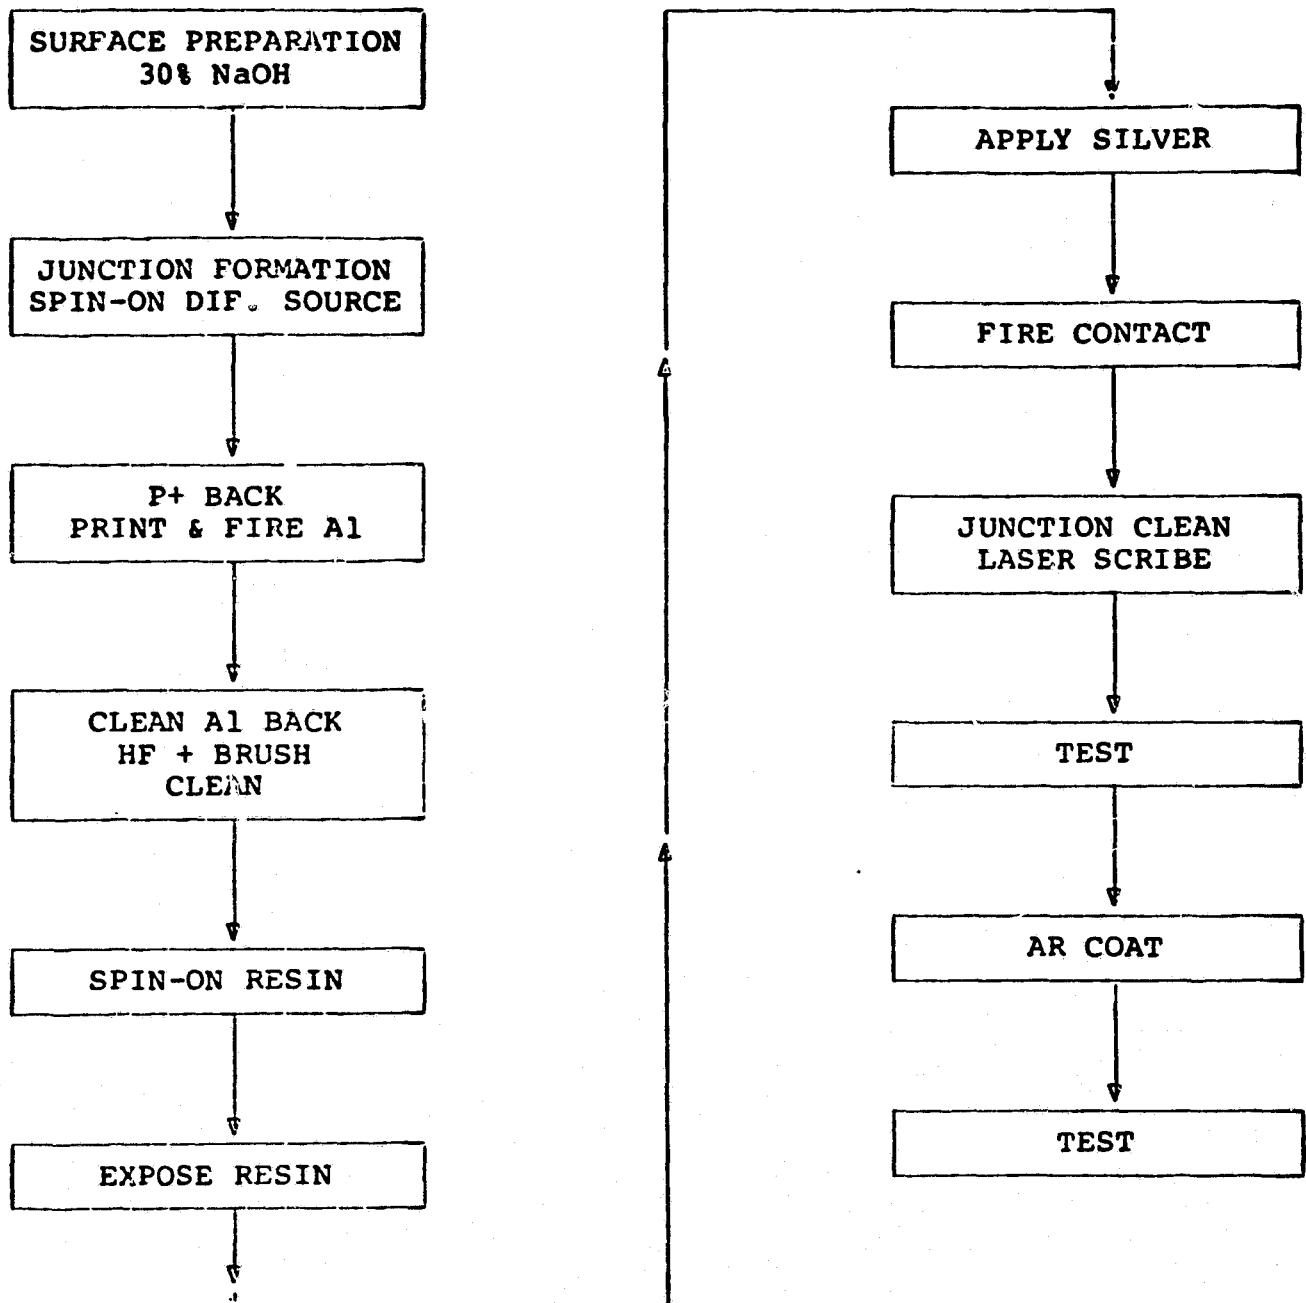 SURFACE PREPARATION
30% NaOH
JUNCTION FORMATION
SPIN-ON DIF. SOURCE
P+ BACK
PRINT & FIRE Al
CLEAN Al BACK
HF + BRUSH
CLEAN
SPIN-ON RESIN
EXPOSE RESIN
APPLY SILVER
FIRE CONTACT
JUNCTION CLEAN
LASER SCRIBE
TEST
AR COAT
TEST